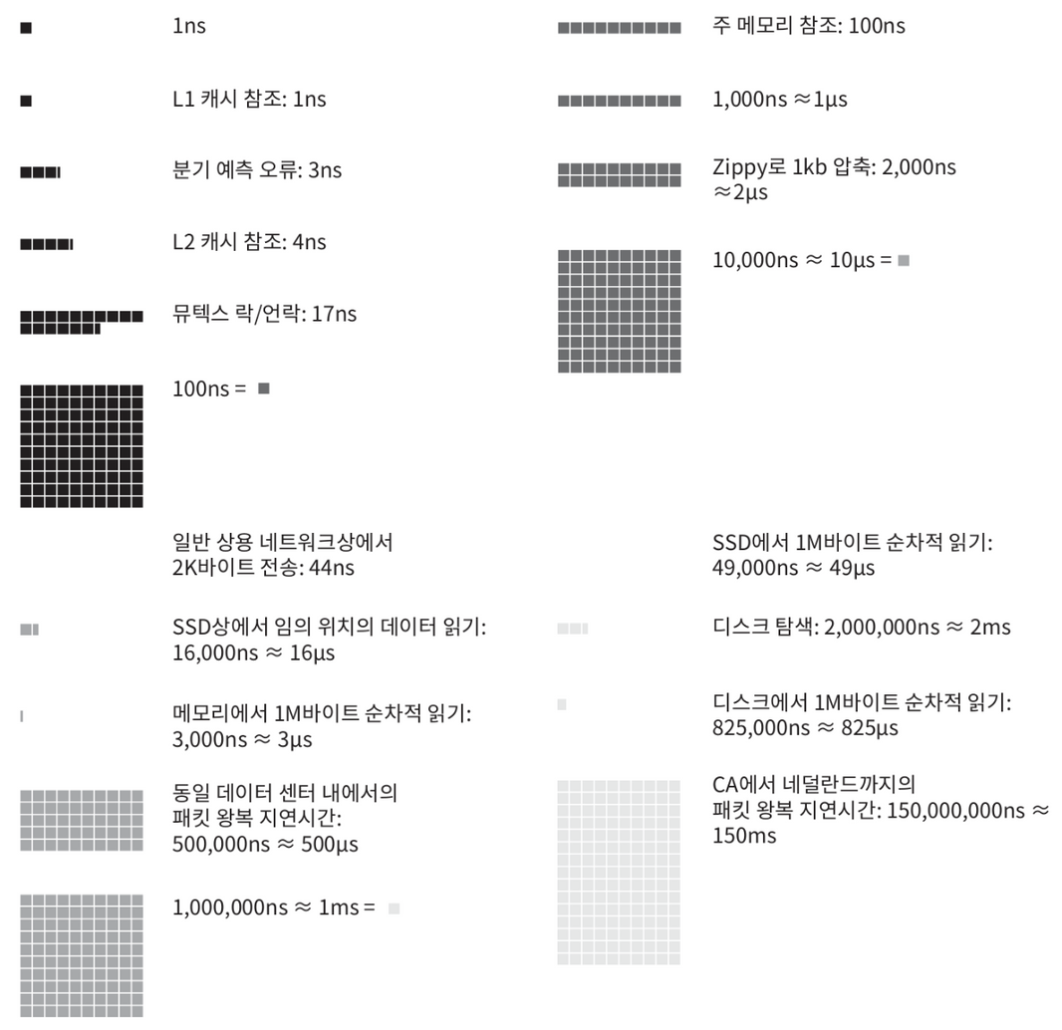 1ns
L1 캐시 참조: 1ns
분기 예측 오류: 3ns
L2 캐시 참조: 4ns
뮤텍스 락/언락: 17ns
100ns =
주 메모리 참조: 100ns
1,000ns ≈1μs
Zippy로 1kb 압축: 2,000ns
≈2μs
10,000ns ≈ 10μs =
일반 상용 네트워크상에서
2K바이트 전송: 44ns
SSD상에서 임의 위치의 데이터 읽기:
16,000ns ≈ 16μs
메모리에서 1M바이트 순차적 읽기:
3,000ns ≈ 3μs
동일 데이터 센터 내에서의
패킷 왕복 지연시간:
500,000ns ≈ 500μs
1,000,000ns ≈ 1ms =
SSD에서 1M바이트 순차적 읽기:
49,000ns ≈ 49μs
디스크 탐색: 2,000,000ns ≈ 2ms
디스크에서 1M바이트 순차적 읽기:
825,000ns ≈ 825μs
CA에서 네덜란드까지의
패킷 왕복 지연시간: 150,000,000ns ≈
150ms